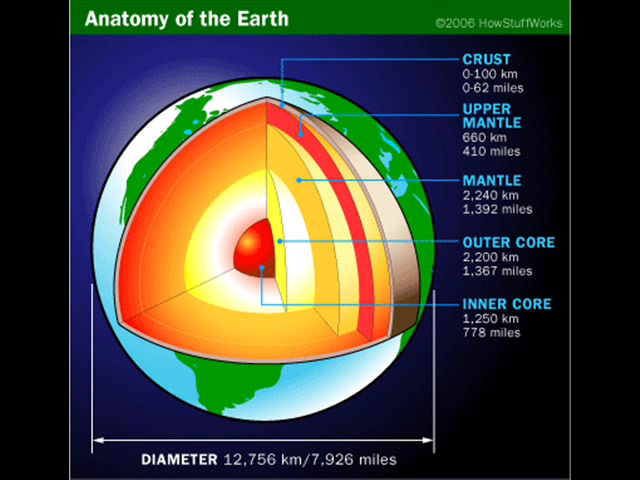 Anatomy of the Earth
©2006 HowStuffWorks
CRUST
0-100 km
0-62 miles
UPPER
MANTLE
660 km
410 miles
MANTLE
2,240 km
1,392 miles
OUTER CORE
2,200 km
1,367 miles
INNER CORE
1,250 km
778 miles
DIAMETER 12,756 km/7,926 miles